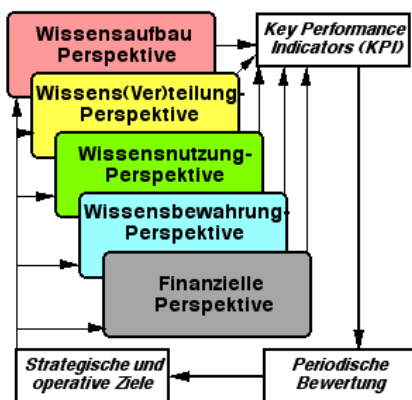 Wissensaufbau
Perspektive
Key Performance
Indicators (KPI)
Wissens(Ver)teilung-
Perspektive
Wissensnutzung-
Perspektive
Wissensbewahrung-
Perspektive
Finanzielle
Perspektive
Strategische und
operative Ziele
Periodische
Bewertung